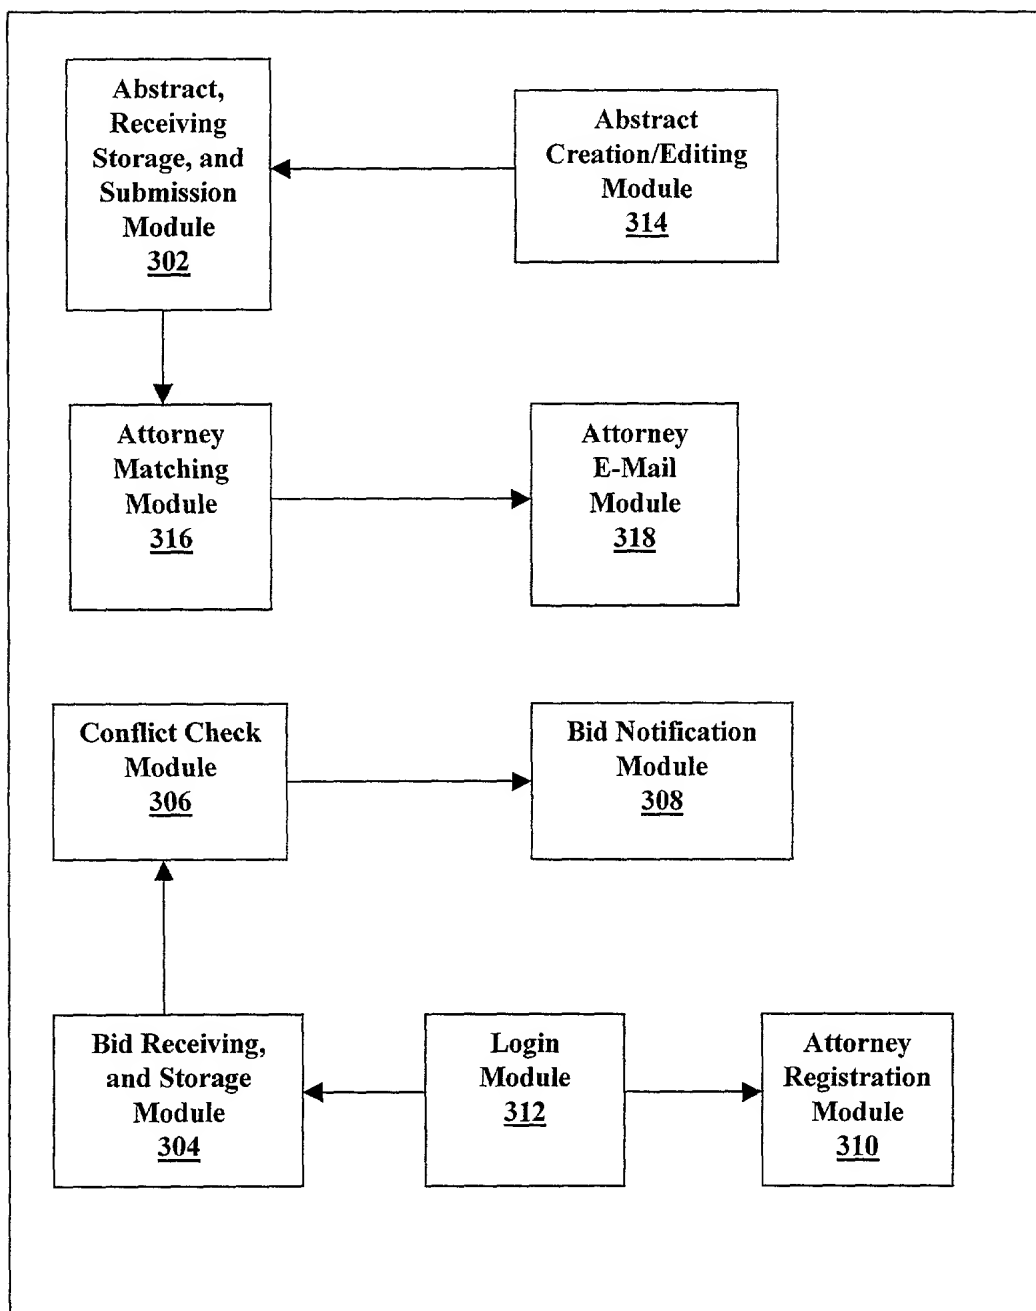 Abstract,
Receiving
Storage, and
Submission
Module
302
Abstract
Creation/Editing
Module
314
Attorney
Matching
Module
316
Attorney
E-Mail
Module
318
Conflict Check
Module
306
Bid Notification
Module
308
Bid Receiving,
and Storage
Module
304
Login
Module
312
Attorney
Registration
Module
310